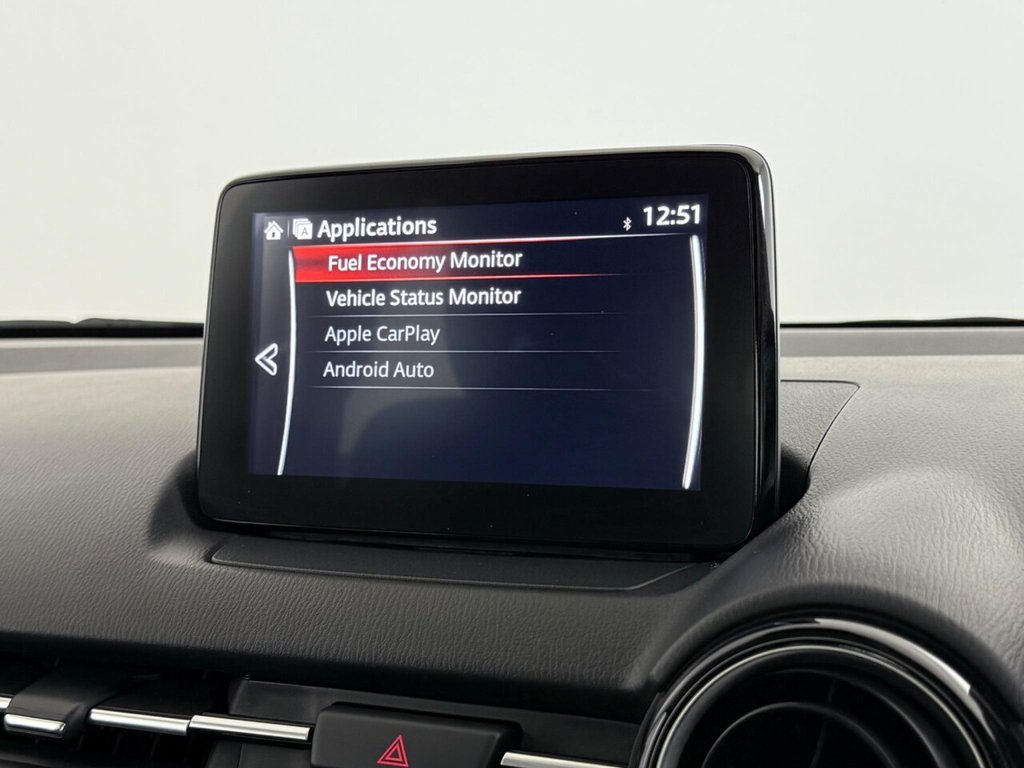 A Applications 12:51
Fuel Economy Monitor
Vehicle Status Monitor
Apple CarPlay
Android Auto